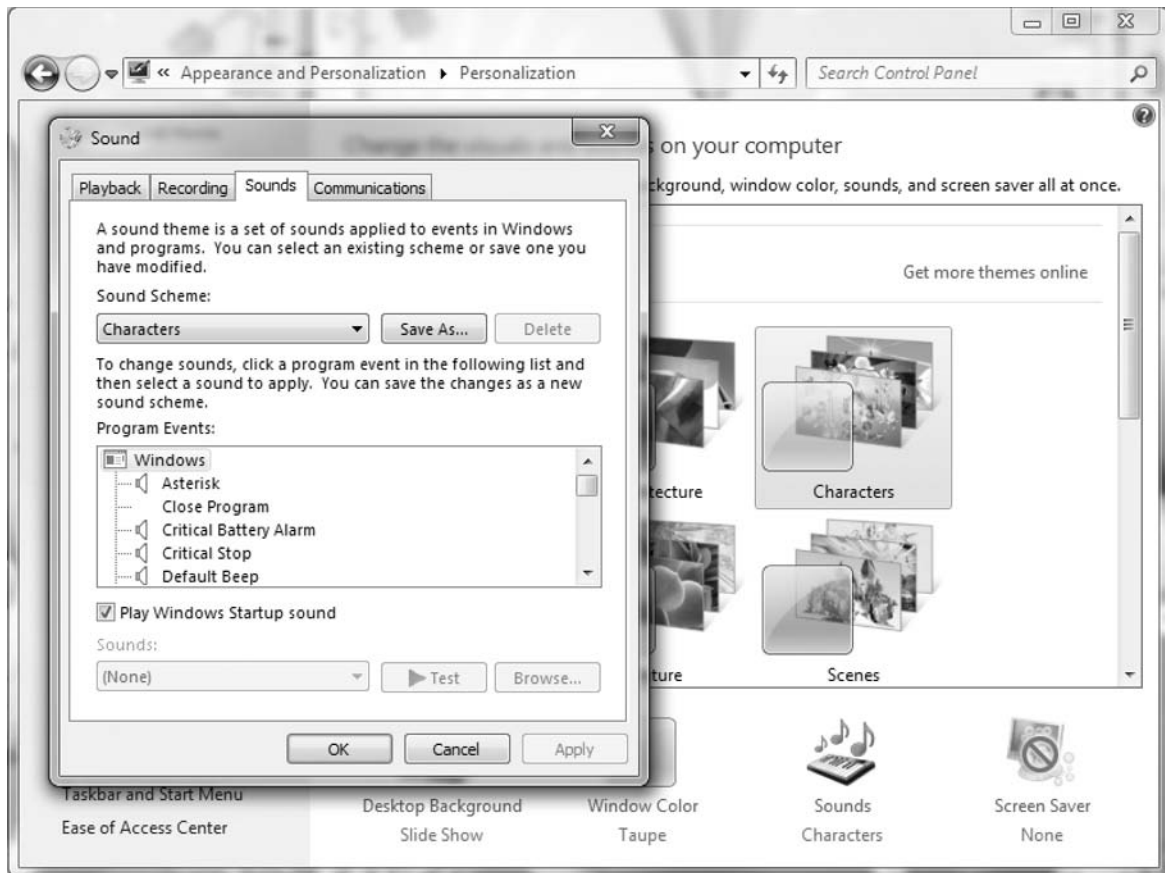 « Appearance and Personalization ▸ Personalization
Search Control Panel
Sound
on your computer
ckground, window color, sounds, and screen saver all at once.
Playback
Recording
Sounds
Communications
A sound theme is a set of sounds applied to events in Windows
and programs. You can select an existing scheme or save one you
have modified.
Sound Scheme:
Characters
Save As...
Delete
To change sounds, click a program event in the following list and
then select a sound to apply. You can save the changes as a new
sound scheme.
Program Events:
Windows
Asterisk
Close Program
Critical Battery Alarm
Critical Stop
Default Beep
Play Windows Startup sound
Sounds:
(None)
Test
Browse...
OK
Cancel
Apply
Get more themes online
tecture
Characters
ture
Scenes
Taskbar and Start Menu
Ease of Access Center
Desktop Background
Slide Show
Window Color
Taupe
Sounds
Characters
Screen Saver
None